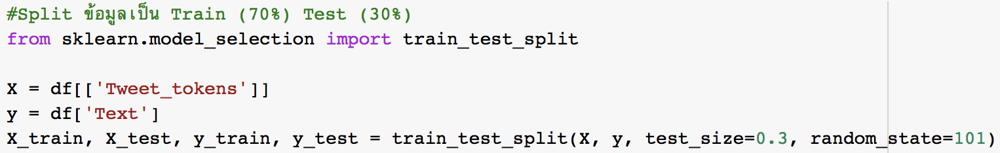 #Split ข้อมูลเป็น Train (70%) Test (30%)
from sklearn.model_selection import train_test_split
X = df[['Tweet_tokens']]
y = df['Text']
X_train, X_test, y_train, y_test = train_test_split(X, y, test_size=0.3, random_state=101)